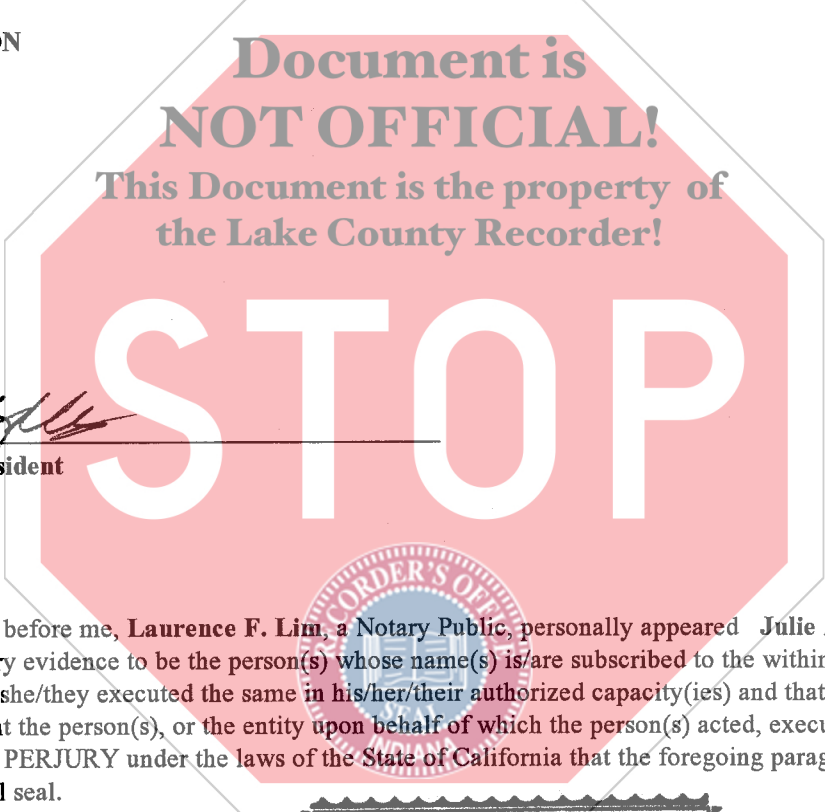 ON
Document is
NOT OFFICIAL!
This Document is the property of
the Lake County Recorder!
STOP
sident
RECORDER'S OFFICE
before me, Laurence F. Lim, a Notary Public, personally appeared Julie
y evidence to be the person(s) whose name(s) is/are subscribed to the within
she/they executed the same in his/her/their authorized capacity(ies) and that
t the person(s), or the entity upon behalf of which the person(s) acted, execu
PERJURY under the laws of the State of California that the foregoing parag
l seal.
SEAL
INDIANA